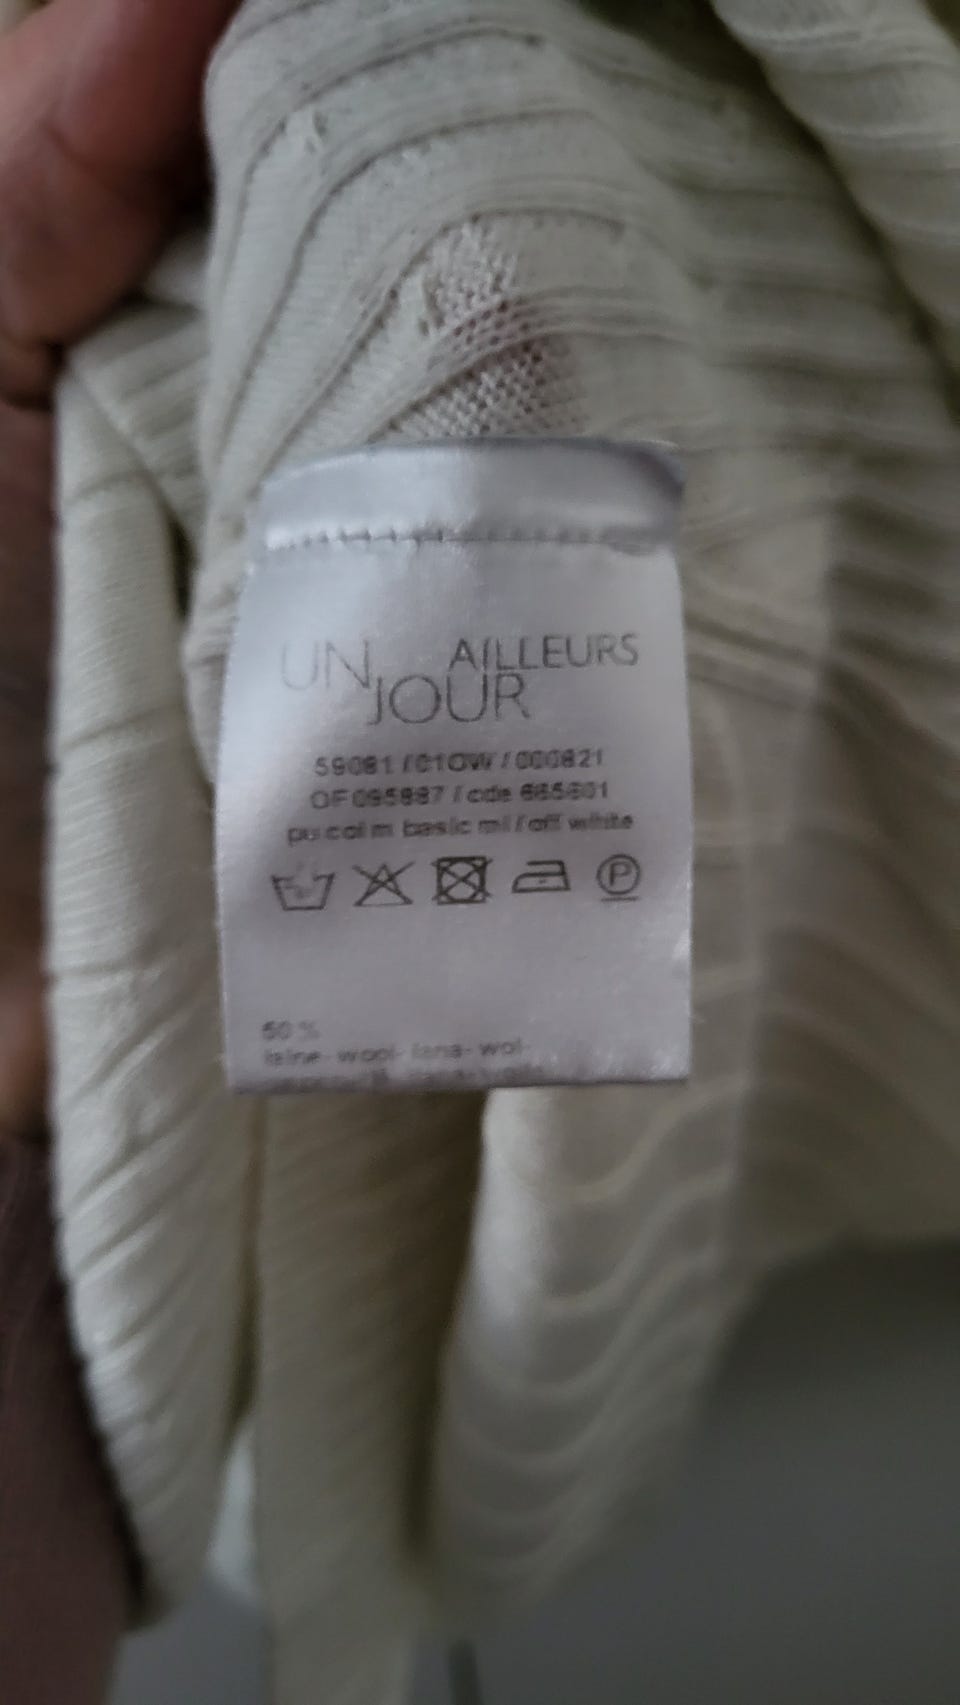 UN JOUR AILLEURS
59081 / 01OW / 000821
OF095987 / cde 665601
pu col m basic ml / off white
P
50 %
laine- wool- lana- wol-